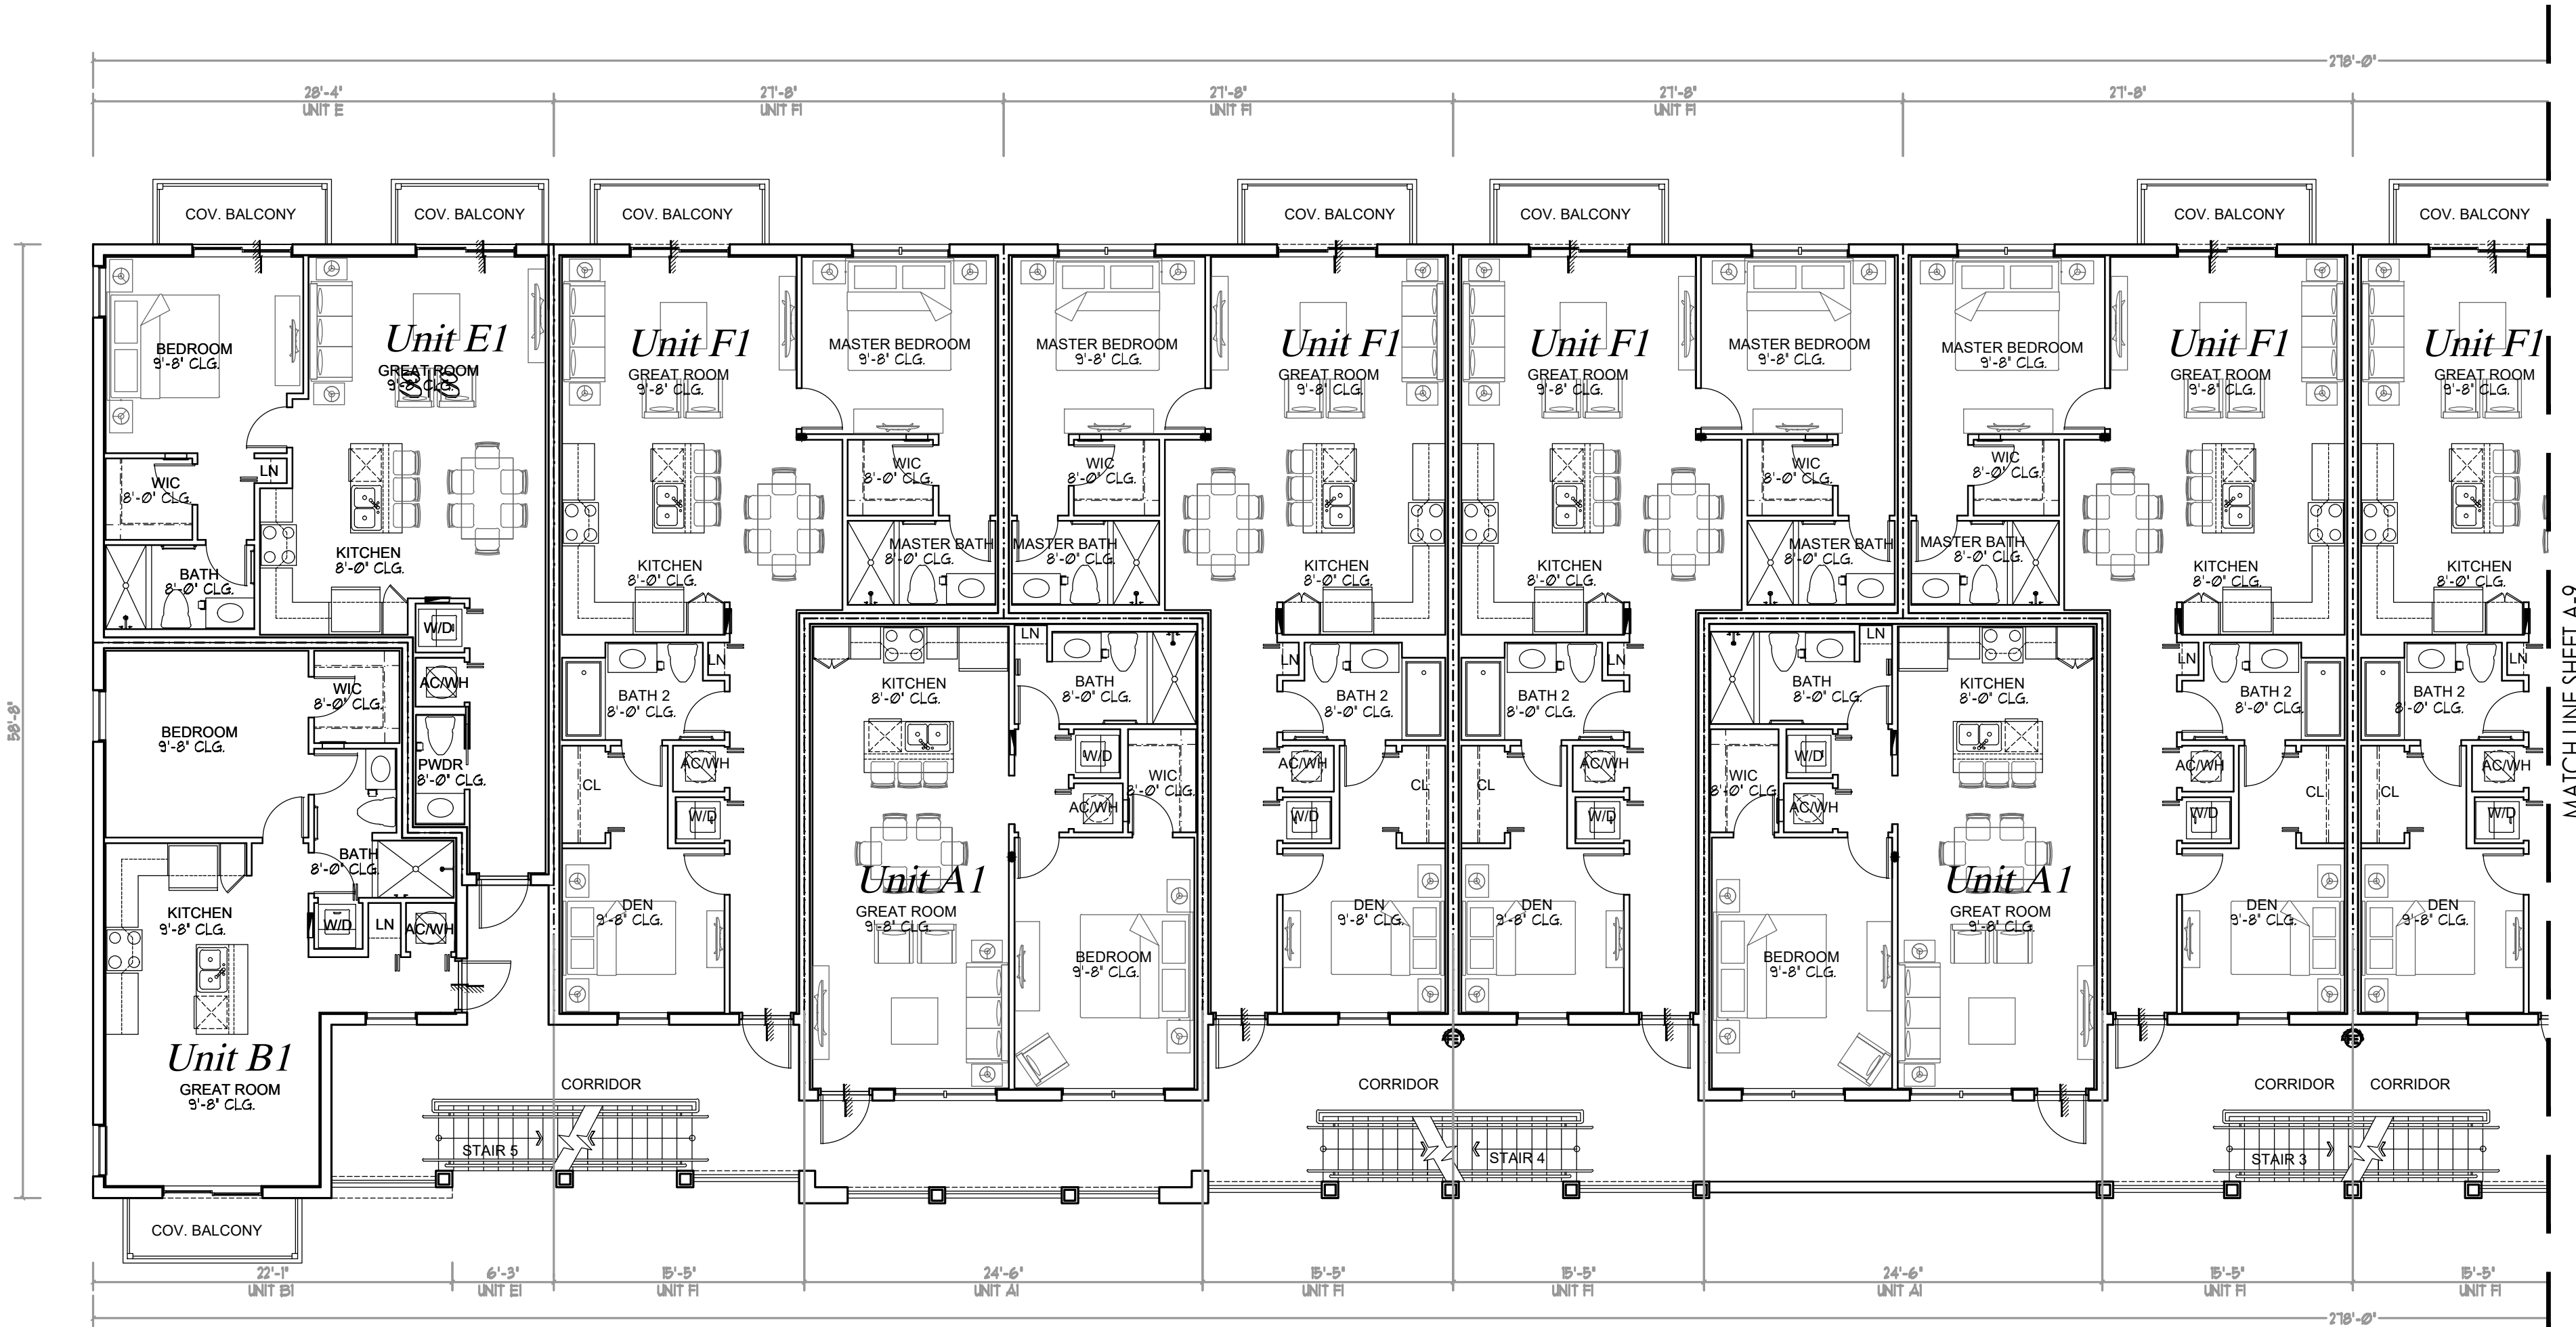 278'-0"
28'-4"
UNIT E
27'-8"
UNIT F1
27'-8"
UNIT F1
27'-8"
UNIT F1
27'-8"
COV. BALCONY
COV. BALCONY
COV. BALCONY
COV. BALCONY
COV. BALCONY
COV. BALCONY
COV. BALCONY
Unit E1
Unit F1
Unit F1
Unit F1
Unit F1
Unit F1
BEDROOM
9'-8" CLG.
GREAT ROOM
9'-8" CLG.
GREAT ROOM
9'-8" CLG.
MASTER BEDROOM
9'-8" CLG.
MASTER BEDROOM
9'-8" CLG.
GREAT ROOM
9'-8" CLG.
GREAT ROOM
9'-8" CLG.
MASTER BEDROOM
9'-8" CLG.
MASTER BEDROOM
9'-8" CLG.
GREAT ROOM
9'-8" CLG.
GREAT ROOM
9'-8" CLG.
LN
WIC
8'-0" CLG.
WIC
8'-0" CLG.
WIC
8'-0" CLG.
WIC
8'-0" CLG.
WIC
8'-0" CLG.
KITCHEN
8'-0" CLG.
BATH
8'-0" CLG.
KITCHEN
8'-0" CLG.
MASTER BATH
8'-0" CLG.
MASTER BATH
8'-0" CLG.
KITCHEN
8'-0" CLG.
KITCHEN
8'-0" CLG.
MASTER BATH
8'-0" CLG.
MASTER BATH
8'-0" CLG.
KITCHEN
8'-0" CLG.
KITCHEN
8'-0" CLG.
W/D
AC/WH
PWDR
8'-0" CLG.
58'-8"
WIC
8'-0" CLG.
BEDROOM
9'-8" CLG.
LN
BATH 2
8'-0" CLG.
KITCHEN
8'-0" CLG.
LN
BATH
8'-0" CLG.
LN
BATH 2
8'-0" CLG.
BATH 2
8'-0" CLG.
LN
BATH
8'-0" CLG.
LN
KITCHEN
8'-0" CLG.
LN
BATH 2
8'-0" CLG.
BATH 2
8'-0" CLG.
LN
CL
AC/WH
W/D
W/D
WIC
8'-0" CLG.
AC/WH
AC/WH
W/D
CL
CL
AC/WH
W/D
WIC
8'-0" CLG.
W/D
AC/WH
AC/WH
W/D
CL
CL
AC/WH
W/D
MATCH LINE SHEET A-9
BATH
8'-0" CLG.
KITCHEN
9'-8" CLG.
W/D
LN
AC/WH
DEN
9'-8" CLG.
Unit A1
GREAT ROOM
9'-8" CLG.
BEDROOM
9'-8" CLG.
DEN
9'-8" CLG.
DEN
9'-8" CLG.
BEDROOM
9'-8" CLG.
Unit A1
GREAT ROOM
9'-8" CLG.
DEN
9'-8" CLG.
DEN
9'-8" CLG.
Unit B1
GREAT ROOM
9'-8" CLG.
CORRIDOR
CORRIDOR
CORRIDOR
CORRIDOR
STAIR 5
STAIR 4
STAIR 3
COV. BALCONY
22'-1"
UNIT B1
6'-3"
UNIT E1
15'-5"
UNIT F1
24'-6"
UNIT A1
15'-5"
UNIT F1
15'-5"
UNIT F1
24'-6"
UNIT A1
15'-5"
UNIT F1
15'-5"
UNIT F1
278'-0"